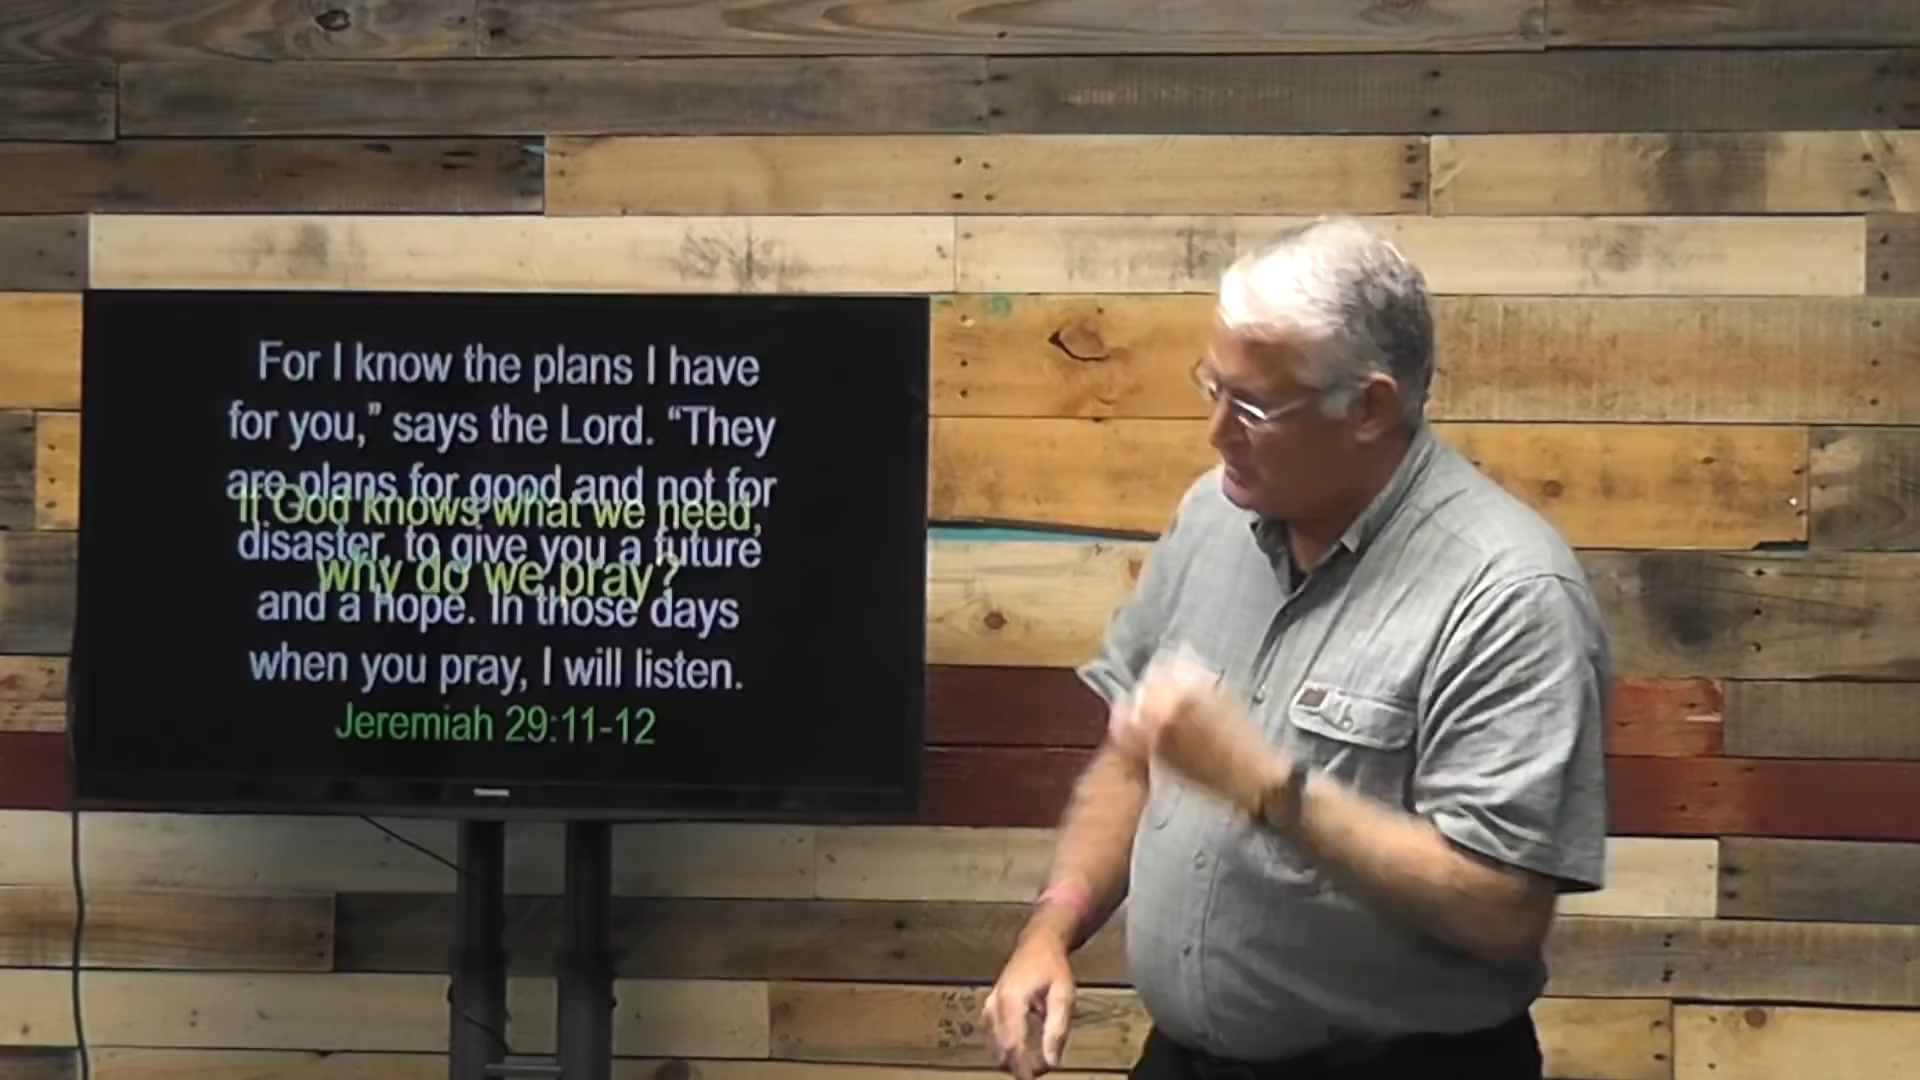 For I know the plans I have
for you,” says the Lord. “They
are plans for good and not for
If God knows what we need,
disaster, to give you a future
why do we pray?
and a hope. In those days
when you pray, I will listen.
Jeremiah 29:11-12
TOSHIBA